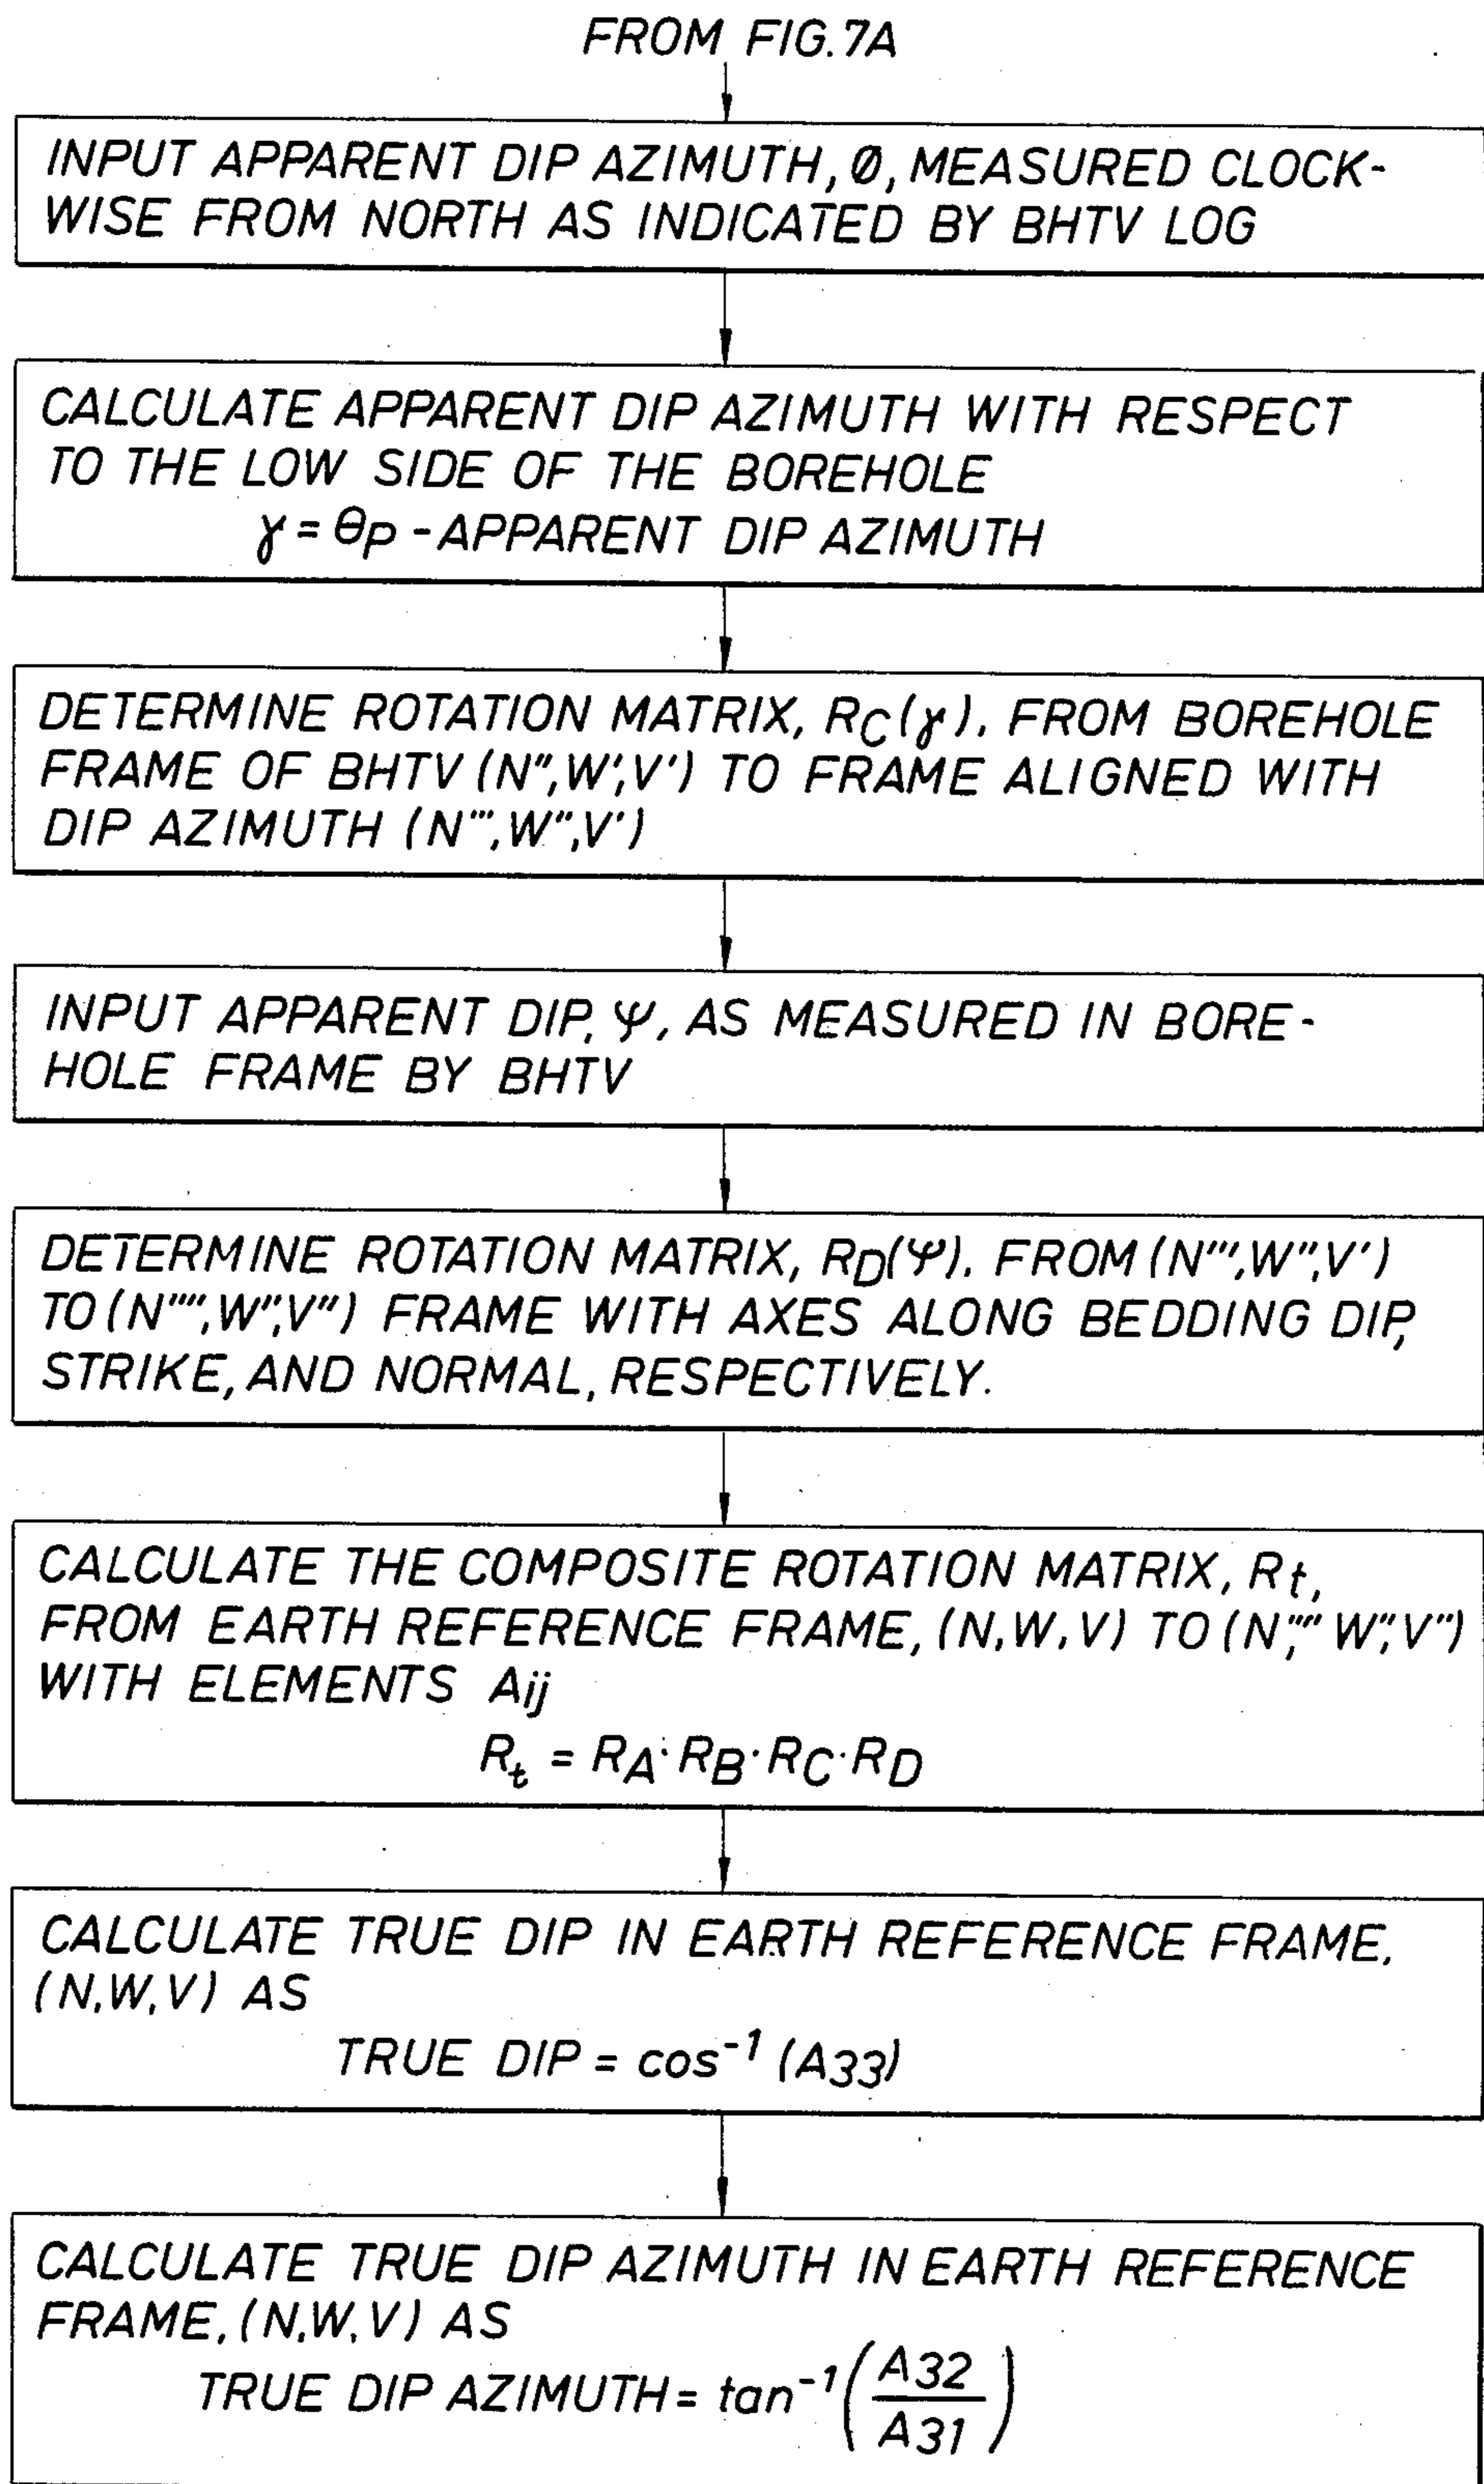 FROM FIG.7A
INPUT APPARENT DIP AZIMUTH, Ø, MEASURED CLOCK-
WISE FROM NORTH AS INDICATED BY BHTV LOG
CALCULATE APPARENT DIP AZIMUTH WITH RESPECT
TO THE LOW SIDE OF THE BOREHOLE
γ = θP - APPARENT DIP AZIMUTH
DETERMINE ROTATION MATRIX, RC(γ), FROM BOREHOLE
FRAME OF BHTV (N'',W',V') TO FRAME ALIGNED WITH
DIP AZIMUTH (N''',W'',V')
INPUT APPARENT DIP, Ψ, AS MEASURED IN BORE-
HOLE FRAME BY BHTV
DETERMINE ROTATION MATRIX, RD(Ψ), FROM (N''',W'',V')
TO (N'''',W'',V'') FRAME WITH AXES ALONG BEDDING DIP,
STRIKE, AND NORMAL, RESPECTIVELY.
CALCULATE THE COMPOSITE ROTATION MATRIX, Rt,
FROM EARTH REFERENCE FRAME, (N,W,V) TO (N'''',W'',V'')
WITH ELEMENTS Aij
Rt = RA·RB·RC·RD
CALCULATE TRUE DIP IN EARTH REFERENCE FRAME,
(N,W,V) AS
TRUE DIP = cos⁻¹ (A33)
CALCULATE TRUE DIP AZIMUTH IN EARTH REFERENCE
FRAME, (N,W,V) AS
TRUE DIP AZIMUTH = tan⁻¹(A32/A31)